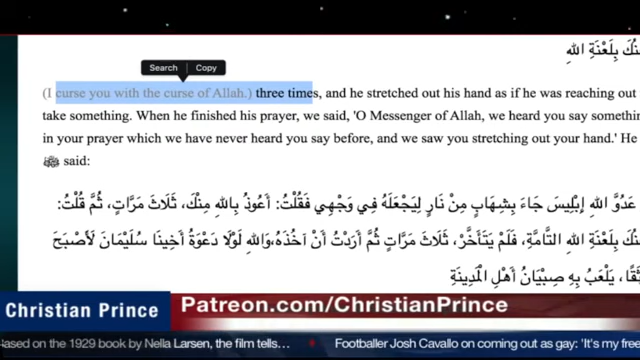 مِنْكَ بِلَعْنَةِ اللهِ
Search Copy
(I curse you with the curse of Allah.) three times, and he stretched out his hand as if he was reaching out
take something. When he finished his prayer, we said, 'O Messenger of Allah, we heard you say somethin
in your prayer which we have never heard you say before, and we saw you stretching out your hand.' He
ﷺ said:
عَدُوَّ اللهِ إِبْلِيسَ جَاءَ بِشِهَابٍ مِنْ نَارٍ لِيَجْعَلَهُ فِي وَجْهِي فَقُلْتُ: أَعُوذُ بِاللهِ مِنْكَ، ثَلَاثَ مَرَّاتٍ، ثُمَّ قُلْتُ:
بِلَعْنَةِ اللهِ التَّامَّةِ، فَلَمْ يَتَأَخَّرْ، ثَلَاثَ مَرَّاتٍ ثُمَّ أَرَدْتُ أَنْ آخُذَهُ، وَاللهِ لَوْلَا دَعْوَةُ أَخِينَا سُلَيْمَانَ لَأَصْبَحَ
يَلْعَبُ بِهِ صِبْيَانُ أَهْلِ الْمَدِينَةِ
Christian Prince Patreon.com/ChristianPrince
based on the 1929 book by Nella Larsen, the film tells... Footballer Josh Cavallo on coming out as gay: 'It's my free